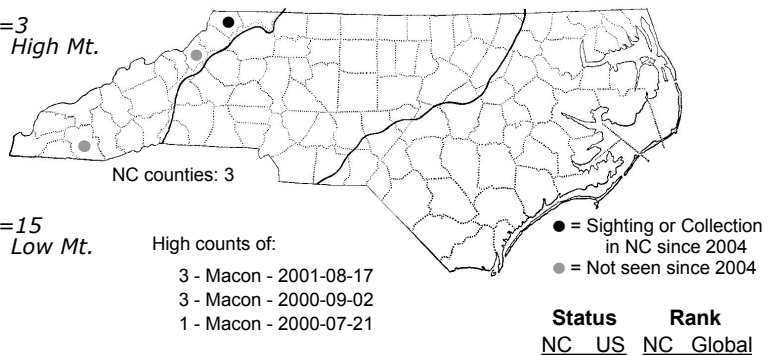 =3
High Mt.
NC counties: 3
=15
Low Mt.
High counts of:
3 - Macon - 2001-08-17
3 - Macon - 2000-09-02
1 - Macon - 2000-07-21
● = Sighting or Collection
in NC since 2004
● = Not seen since 2004
Status Rank
NC US NC Global